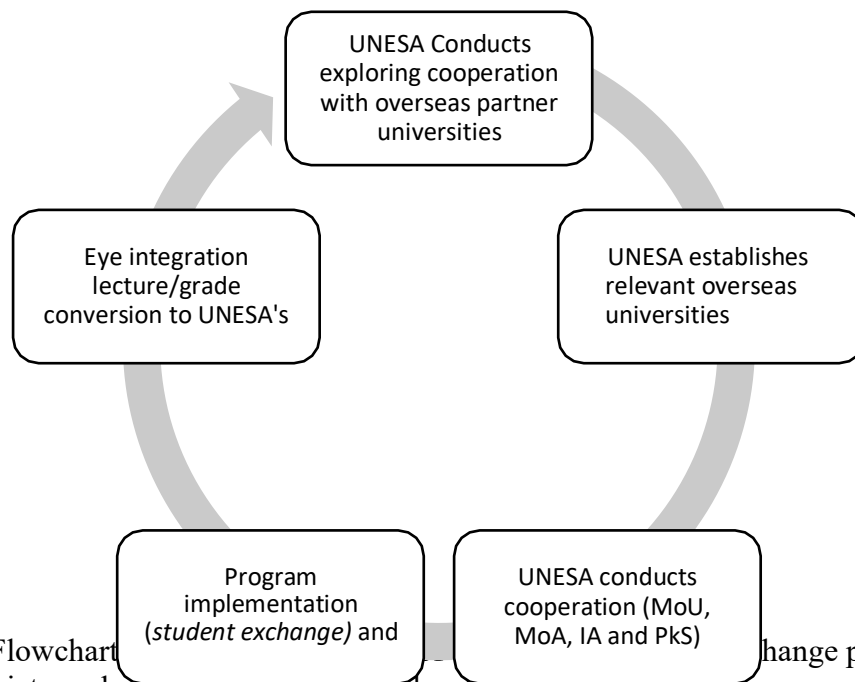 UNESA Conducts
exploring cooperation
with overseas partner
universities
UNESA establishes
relevant overseas
universities
UNESA conducts
cooperation (MoU,
MoA, IA and PkS)
Program
implementation
(student exchange) and
Eye integration
lecture/grade
conversion to UNESA's
Flowchart